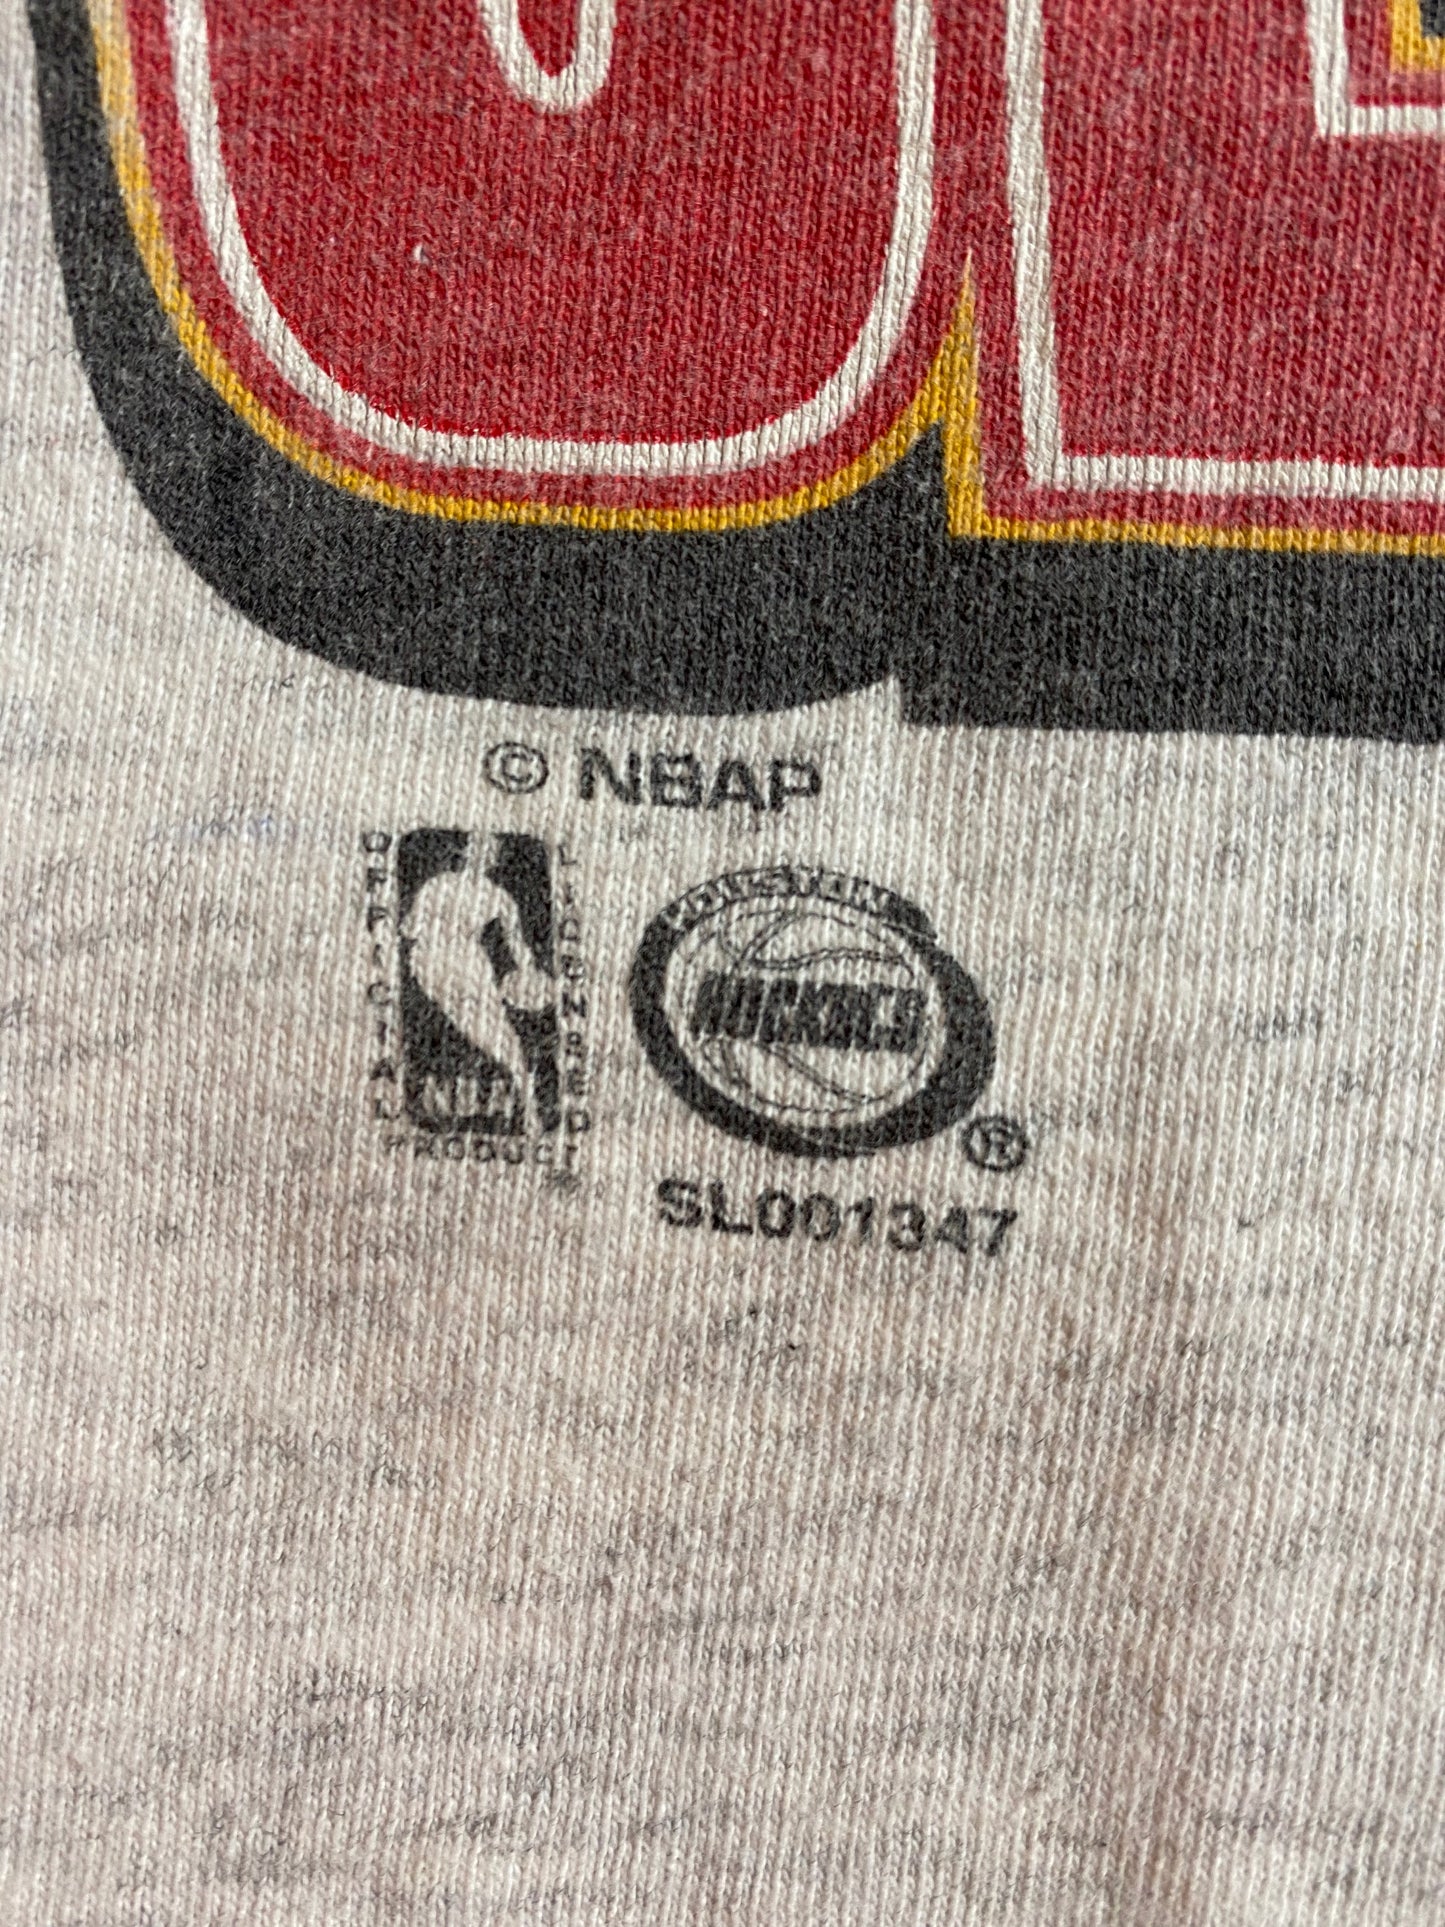 © NBAP
OFFICIAL LICENSED
NBA
PRODUCT
HOUSTON
ROCKETS
®
SL001347